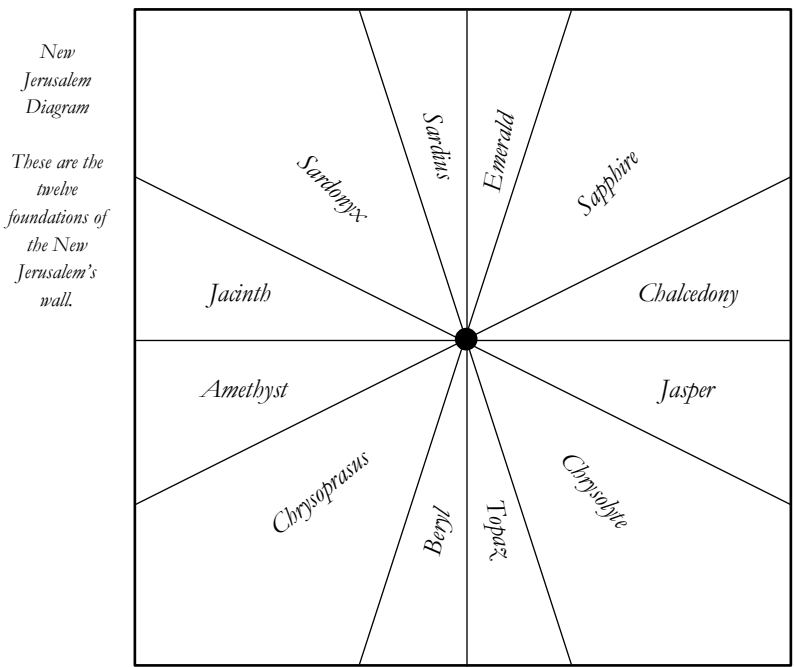 New
Jerusalem
Diagram
These are the
twelve
foundations of
the New
Jerusalem's
wall.
Sardius
Emerald
Sardonyx
Sapphire
Jacinth
Chalcedony
Amethyst
Jasper
Chrysoprasus
Chrysolyte
Beryl
Topaz